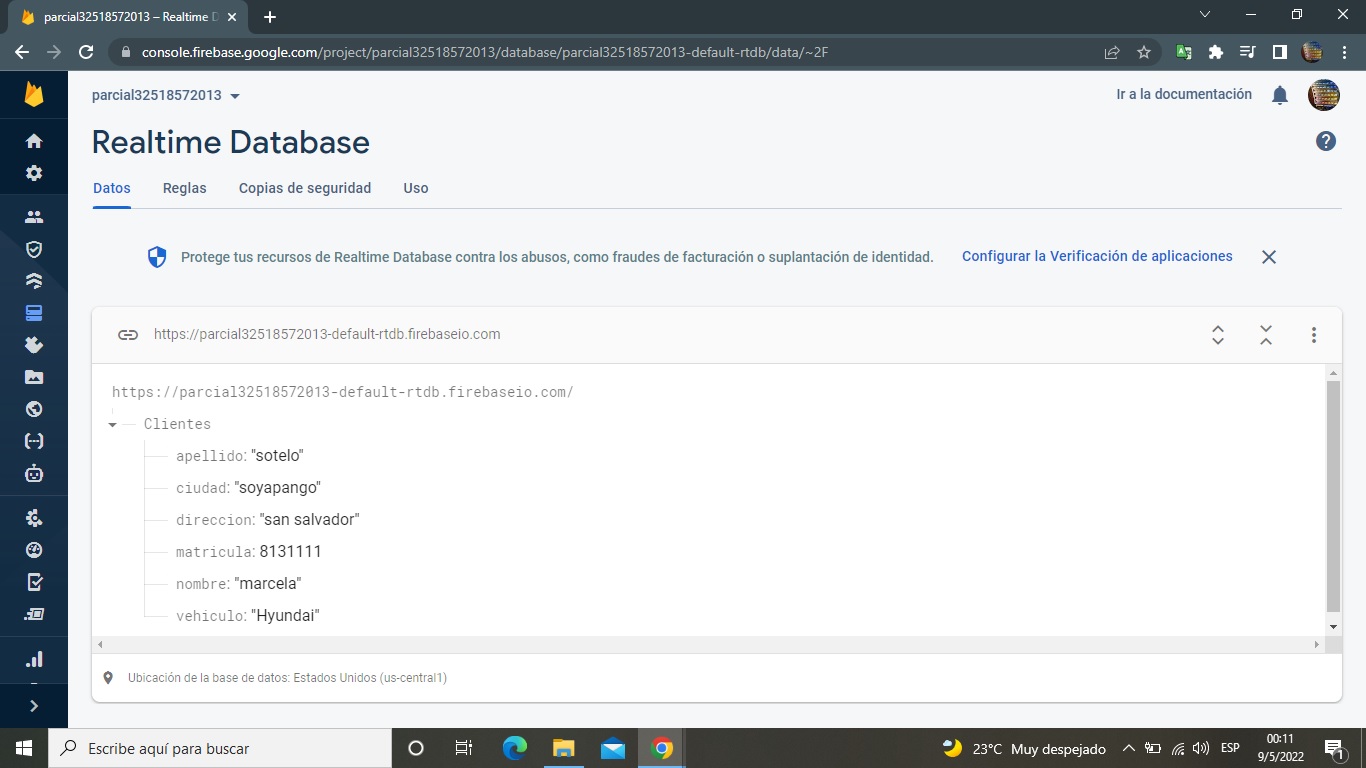 parcial32518572013 – Realtime D
console.firebase.google.com/project/parcial32518572013/database/parcial32518572013-default-rtdb/data/~2F
parcial32518572013
Ir a la documentación
Realtime Database
Datos Reglas Copias de seguridad Uso
Protege tus recursos de Realtime Database contra los abusos, como fraudes de facturación o suplantación de identidad. Configurar la Verificación de aplicaciones
https://parcial32518572013-default-rtdb.firebaseio.com
https://parcial32518572013-default-rtdb.firebaseio.com/
Clientes
apellido: "sotelo"
ciudad: "soyapango"
direccion: "san salvador"
matricula: 8131111
nombre: "marcela"
vehiculo: "Hyundai"
Ubicación de la base de datos: Estados Unidos (us-central1)
Escribe aquí para buscar
23°C Muy despejado
ESP
00:11
9/5/2022
1